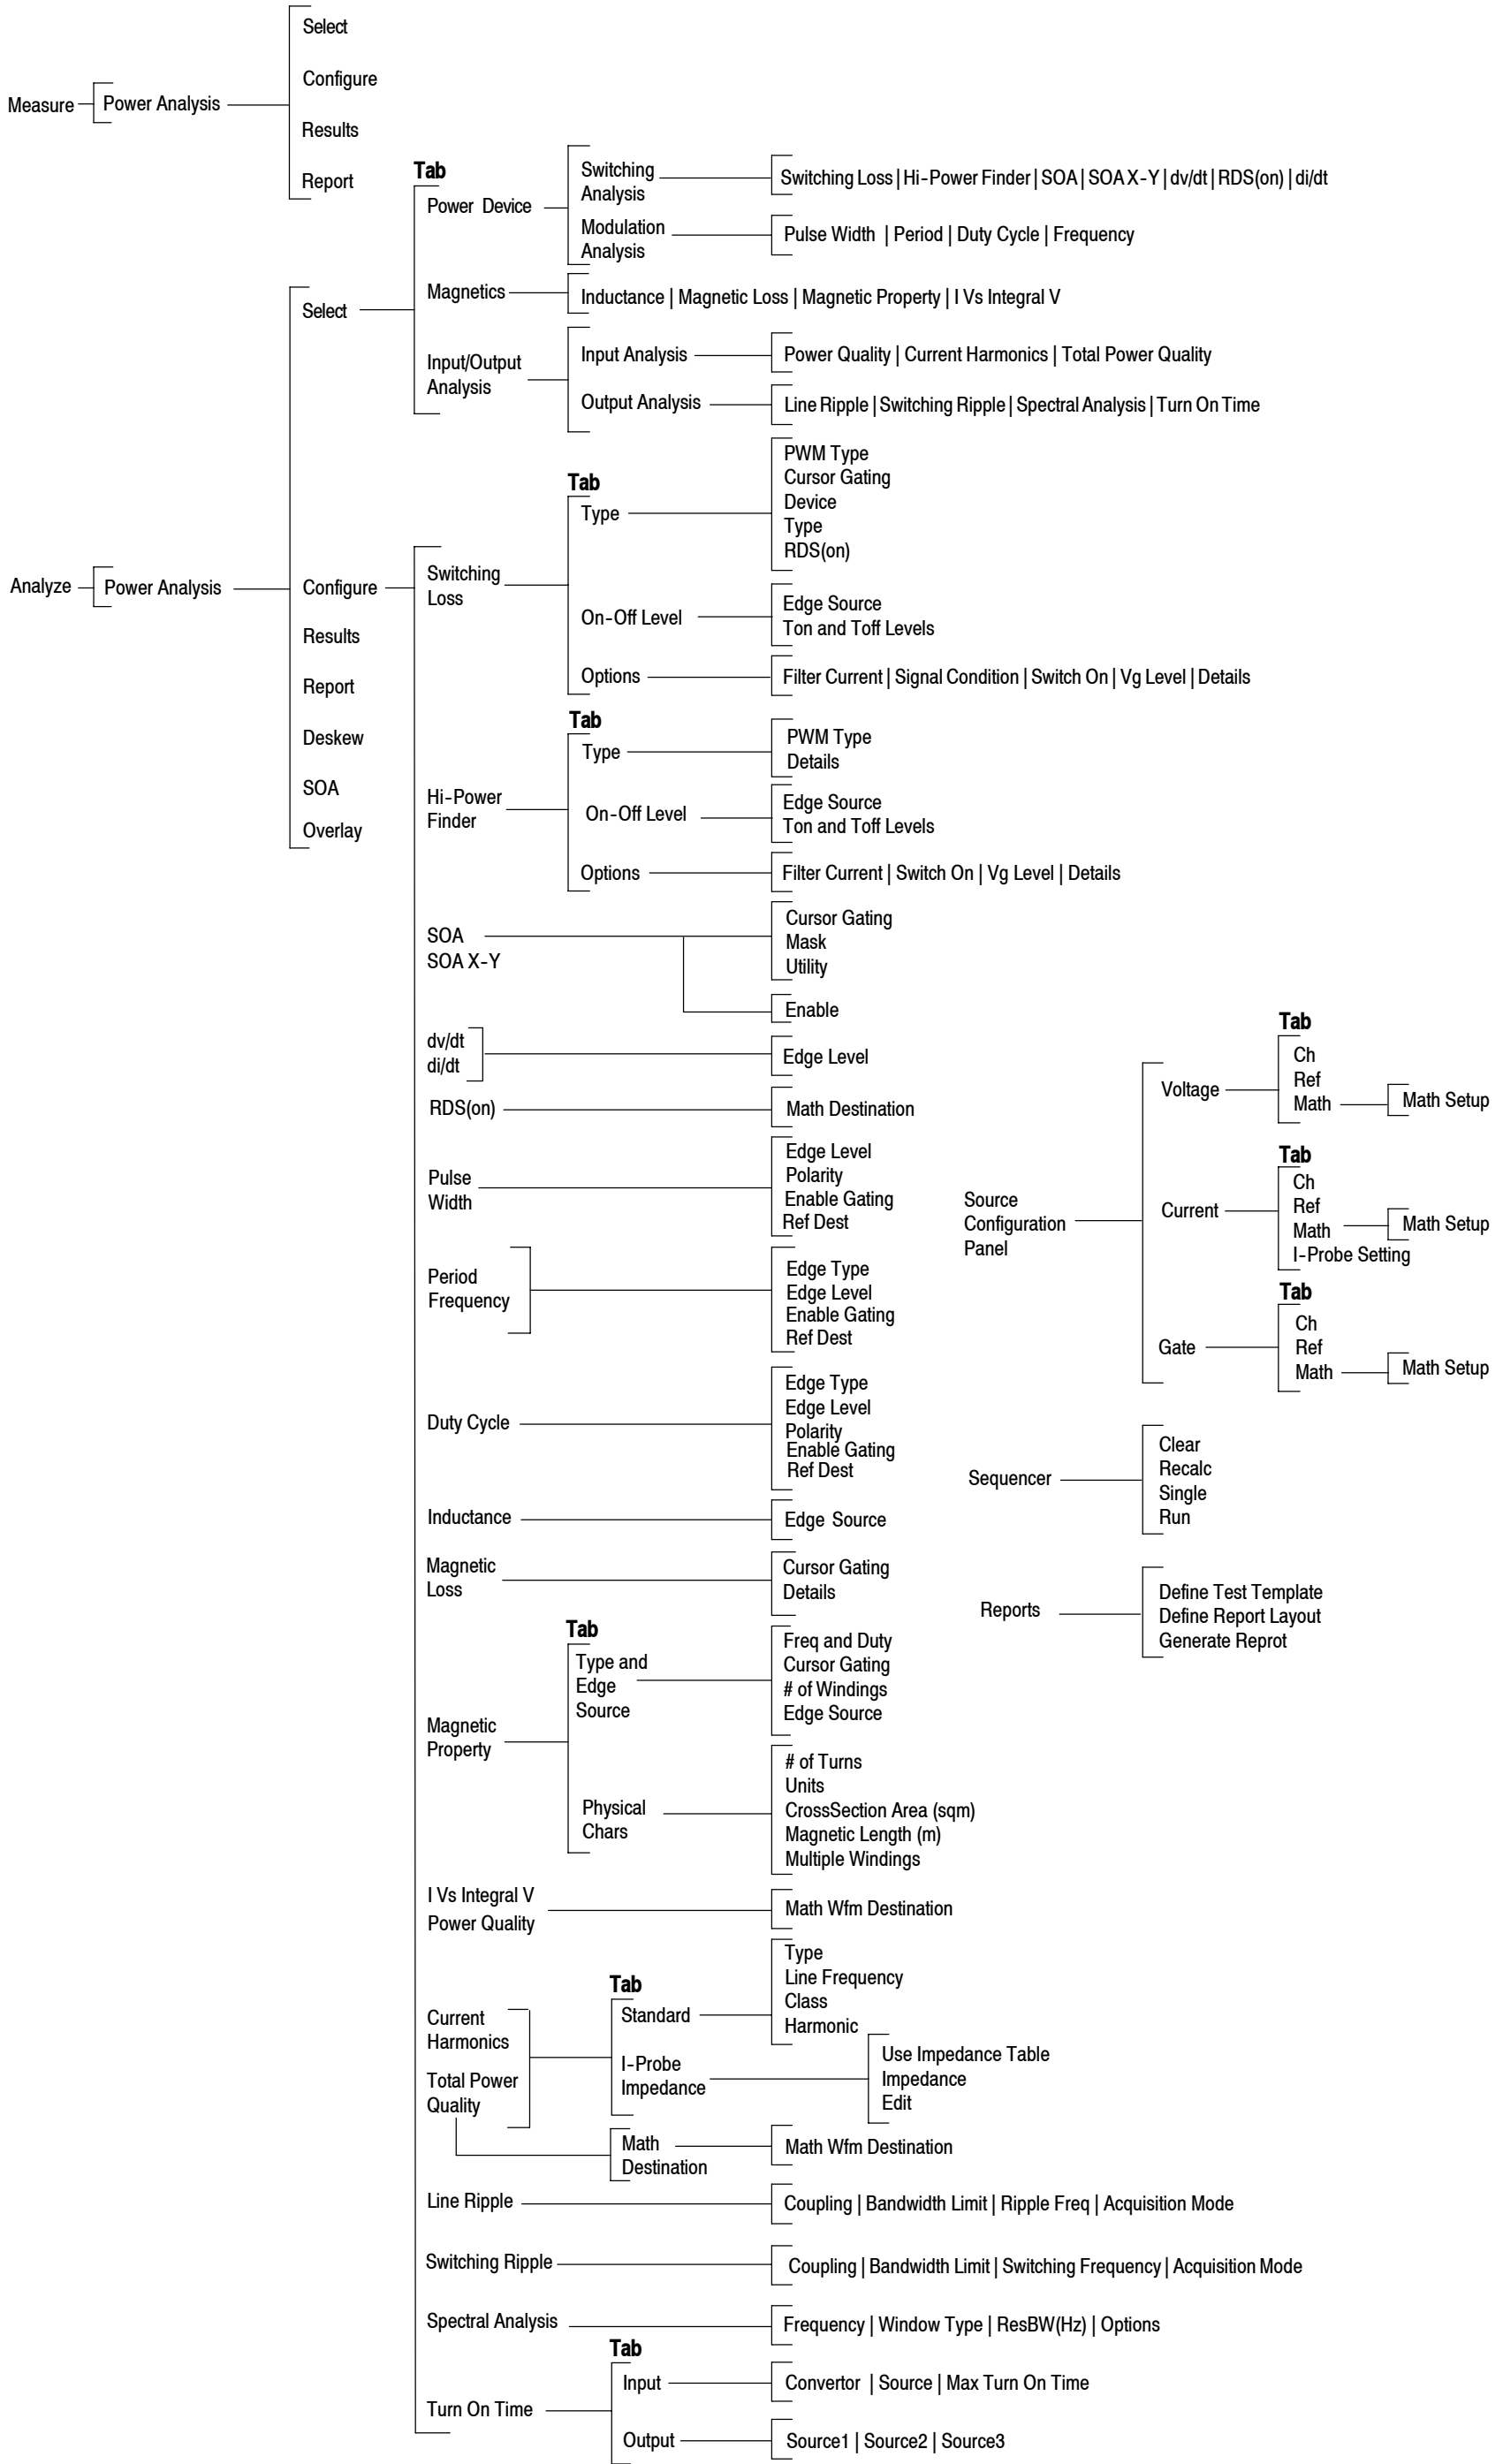 Measure
Power Analysis
Select
Configure
Results
Report
Analyze
Power Analysis
Select
Configure
Results
Report
Deskew
SOA
Overlay
Tab
Power Device
Switching
Analysis
Switching Loss | Hi-Power Finder | SOA | SOA X-Y | dv/dt | RDS(on) | di/dt
Modulation
Analysis
Pulse Width | Period | Duty Cycle | Frequency
Magnetics
Inductance | Magnetic Loss | Magnetic Property | I Vs Integral V
Input/Output
Analysis
Input Analysis
Power Quality | Current Harmonics | Total Power Quality
Output Analysis
Line Ripple | Switching Ripple | Spectral Analysis | Turn On Time
Switching
Loss
Tab
Type
PWM Type
Cursor Gating
Device
Type
RDS(on)
On-Off Level
Edge Source
Ton and Toff Levels
Options
Filter Current | Signal Condition | Switch On | Vg Level | Details
Hi-Power
Finder
Tab
Type
PWM Type
Details
On-Off Level
Edge Source
Ton and Toff Levels
Options
Filter Current | Switch On | Vg Level | Details
SOA
SOA X-Y
Cursor Gating
Mask
Utility
Enable
dv/dt
di/dt
Edge Level
RDS(on)
Math Destination
Pulse
Width
Edge Level
Polarity
Enable Gating
Ref Dest
Period
Frequency
Edge Type
Edge Level
Enable Gating
Ref Dest
Duty Cycle
Edge Type
Edge Level
Polarity
Enable Gating
Ref Dest
Inductance
Edge Source
Magnetic
Loss
Cursor Gating
Details
Magnetic
Property
Tab
Type and
Edge
Source
Freq and Duty
Cursor Gating
# of Windings
Edge Source
Physical
Chars
# of Turns
Units
CrossSection Area (sqm)
Magnetic Length (m)
Multiple Windings
I Vs Integral V
Power Quality
Math Wfm Destination
Current
Harmonics
Total Power
Quality
Tab
Standard
Type
Line Frequency
Class
Harmonic
I-Probe
Impedance
Use Impedance Table
Impedance
Edit
Math
Destination
Math Wfm Destination
Line Ripple
Coupling | Bandwidth Limit | Ripple Freq | Acquisition Mode
Switching Ripple
Coupling | Bandwidth Limit | Switching Frequency | Acquisition Mode
Spectral Analysis
Frequency | Window Type | ResBW(Hz) | Options
Turn On Time
Tab
Input
Convertor | Source | Max Turn On Time
Output
Source1 | Source2 | Source3
Source
Configuration
Panel
Voltage
Tab
Ch
Ref
Math
Math Setup
Current
Tab
Ch
Ref
Math
I-Probe Setting
Math Setup
Gate
Tab
Ch
Ref
Math
Math Setup
Sequencer
Clear
Recalc
Single
Run
Reports
Define Test Template
Define Report Layout
Generate Reprot